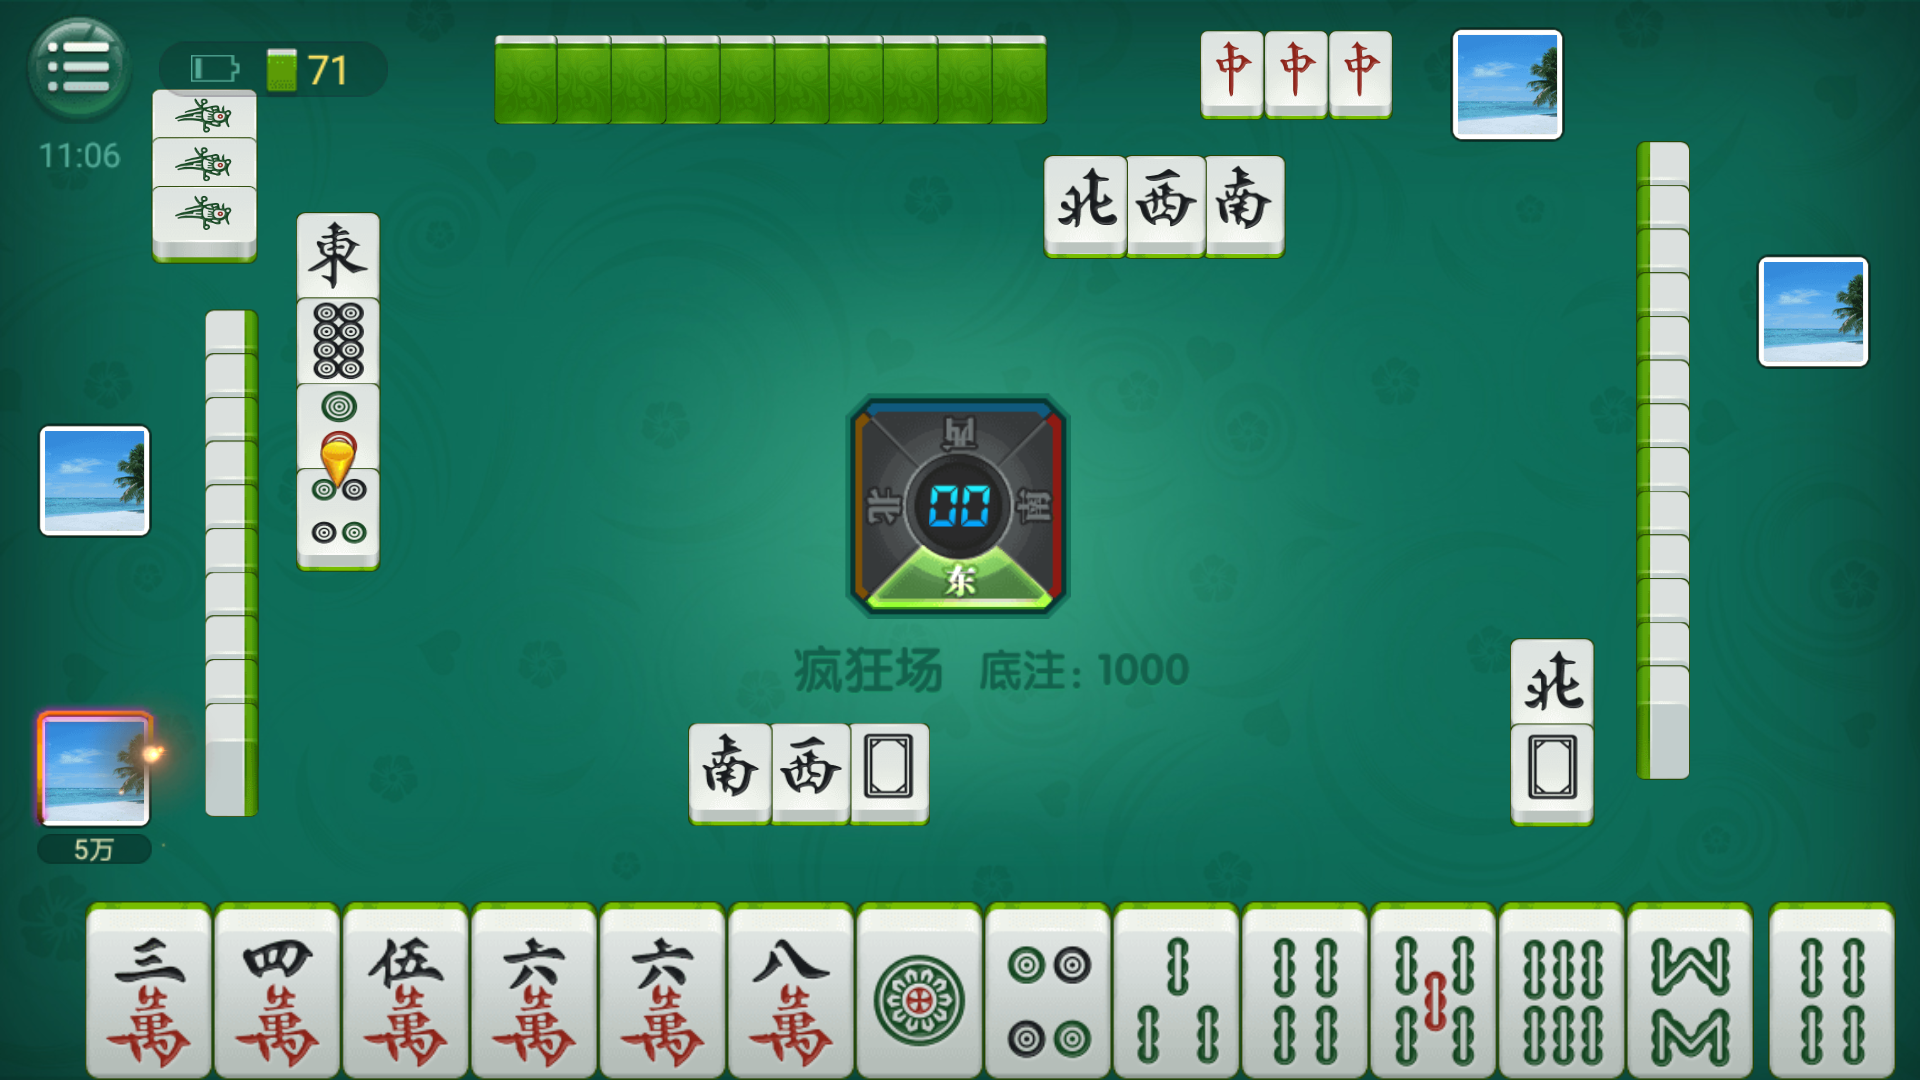 71
11:06
中 中 中
北 西 南
東
西
北 00 南
东
疯狂场 底注: 1000
南 西
北
5万
三萬 四萬 伍萬 六萬 六萬 八萬